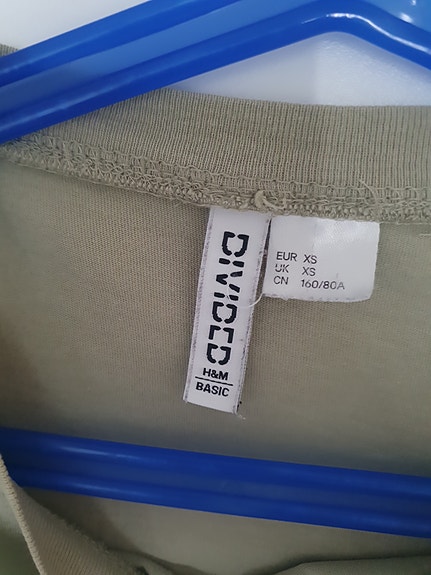 DIVIDED
H&M
BASIC
EUR XS
UK XS
CN 160/80A